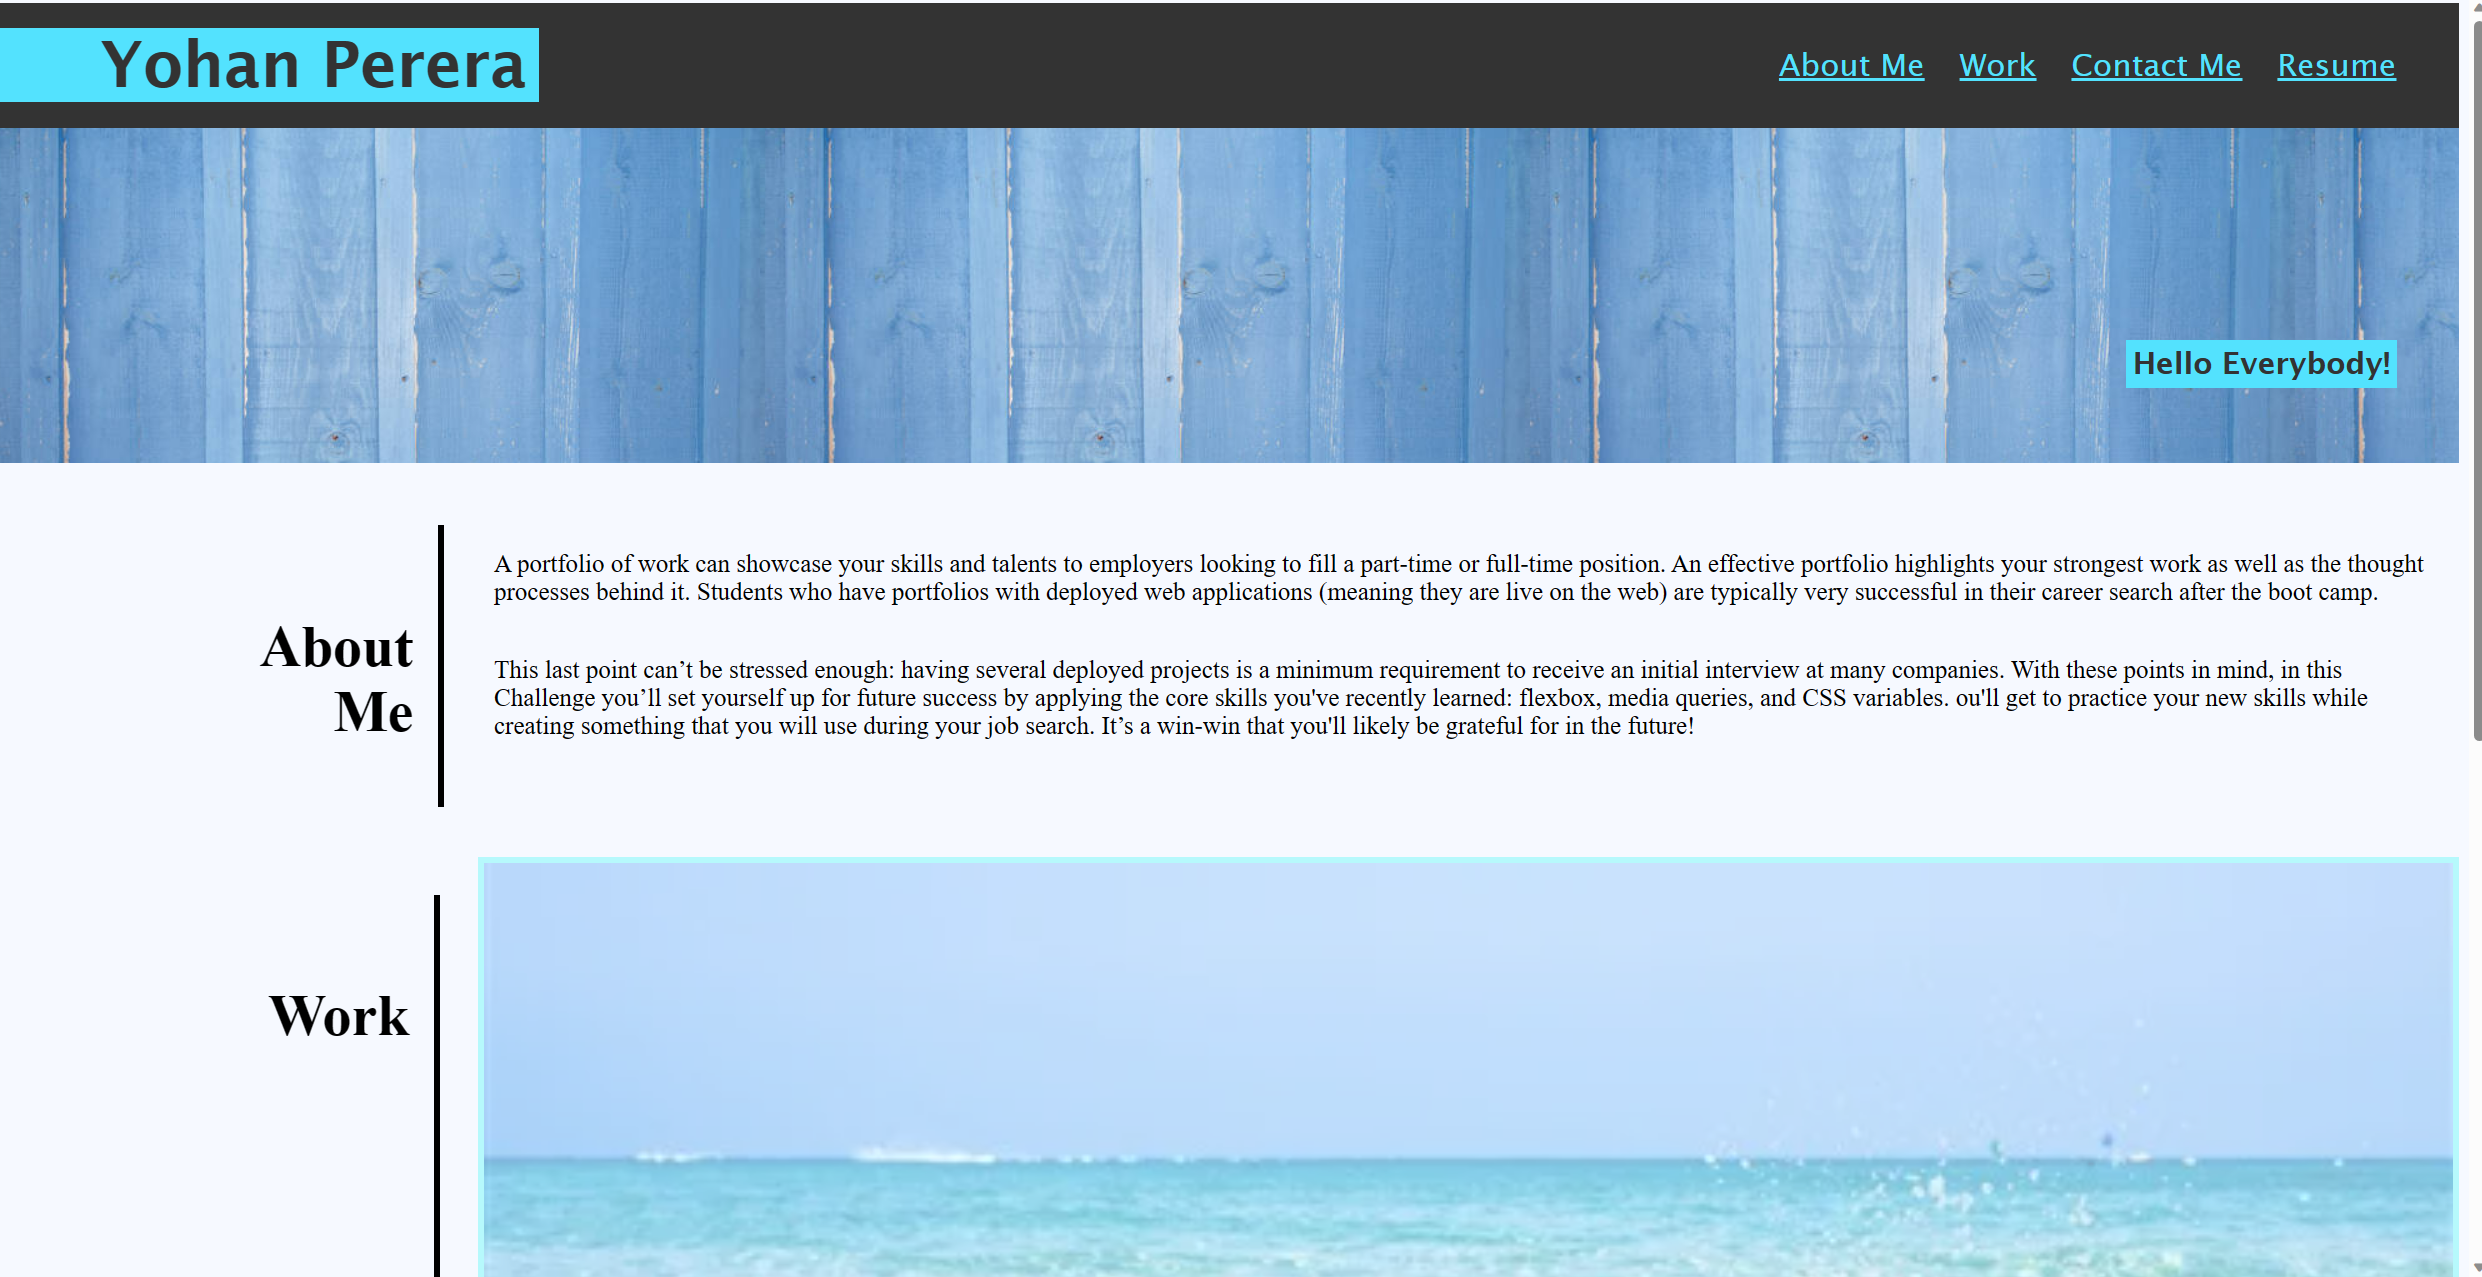 Yohan Perera
About Me Work Contact Me Resume
Hello Everybody!
About
Me
A portfolio of work can showcase your skills and talents to employers looking to fill a part-time or full-time position. An effective portfolio highlights your strongest work as well as the thought
processes behind it. Students who have portfolios with deployed web applications (meaning they are live on the web) are typically very successful in their career search after the boot camp.
This last point can’t be stressed enough: having several deployed projects is a minimum requirement to receive an initial interview at many companies. With these points in mind, in this
Challenge you’ll set yourself up for future success by applying the core skills you've recently learned: flexbox, media queries, and CSS variables. ou'll get to practice your new skills while
creating something that you will use during your job search. It’s a win-win that you'll likely be grateful for in the future!
Work